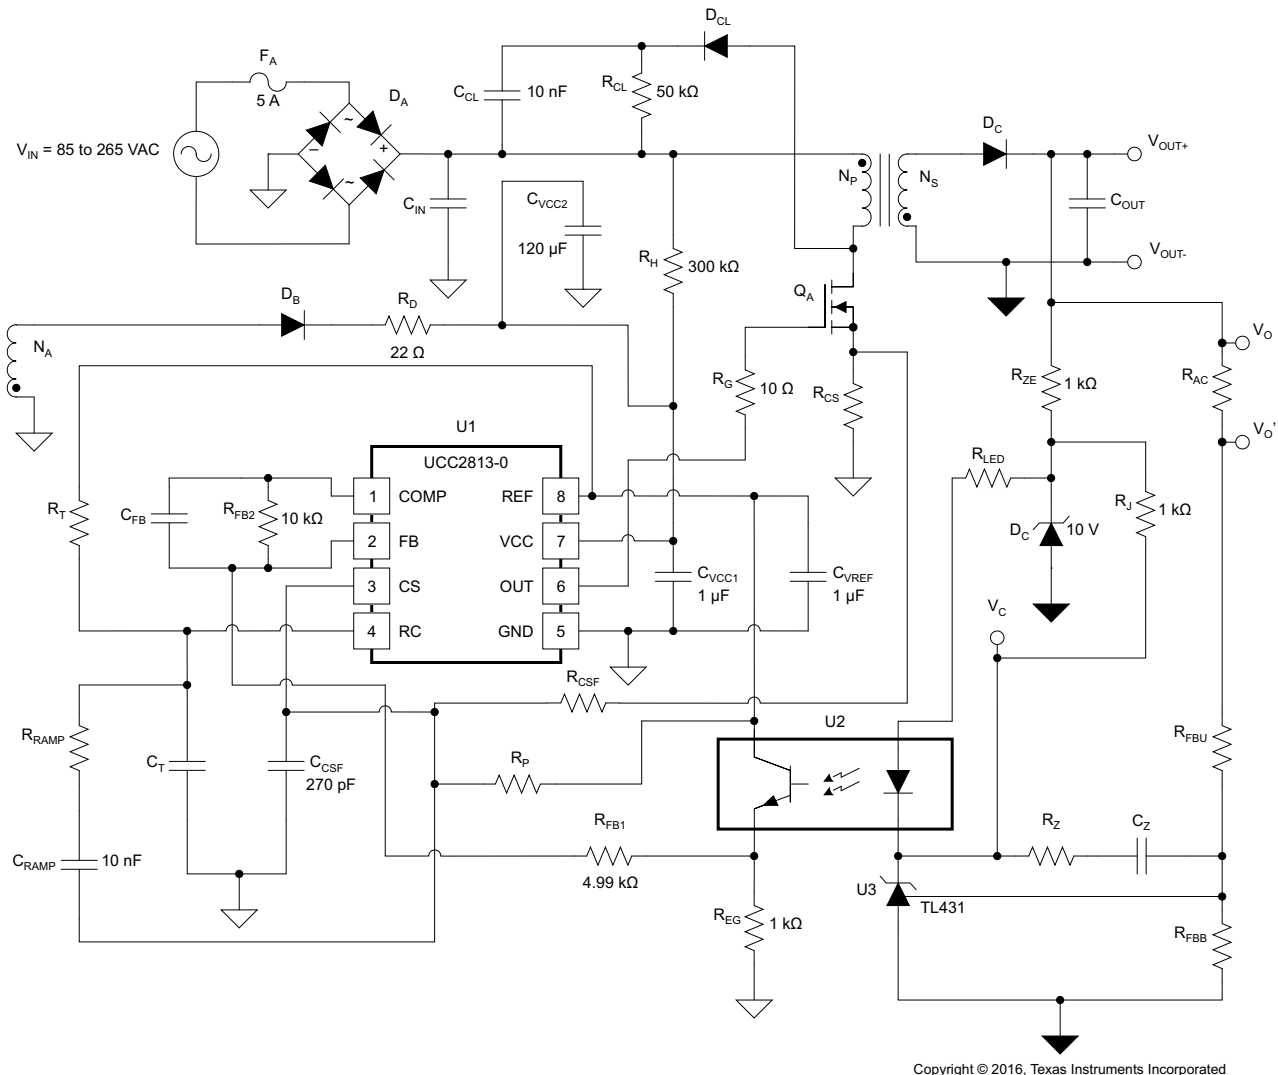 D_CL
F_A
5 A
D_A
C_CL
10 nF
R_CL
50 kΩ
V_IN = 85 to 265 VAC
~
~
−
+
D_C
V_OUT+
N_P
N_S
C_OUT
V_OUT-
C_IN
C_VCC2
120 µF
R_H
300 kΩ
Q_A
D_B
R_D
22 Ω
N_A
V_O
R_G
10 Ω
R_CS
R_ZE
1 kΩ
R_AC
V_O'
U1
UCC2813-0
R_LED
R_T
C_FB
R_FB2
10 kΩ
1
COMP
REF
8
2
FB
VCC
7
3
CS
OUT
6
4
RC
GND
5
C_VCC1
1 µF
C_VREF
1 µF
D_C
10 V
R_J
1 kΩ
V_C
R_CSF
U2
R_RAMP
C_T
C_CSF
270 pF
R_P
R_FBU
C_RAMP
10 nF
R_FB1
4.99 kΩ
R_Z
C_Z
U3
TL431
R_EG
1 kΩ
R_FBB
Copyright © 2016, Texas Instruments Incorporated